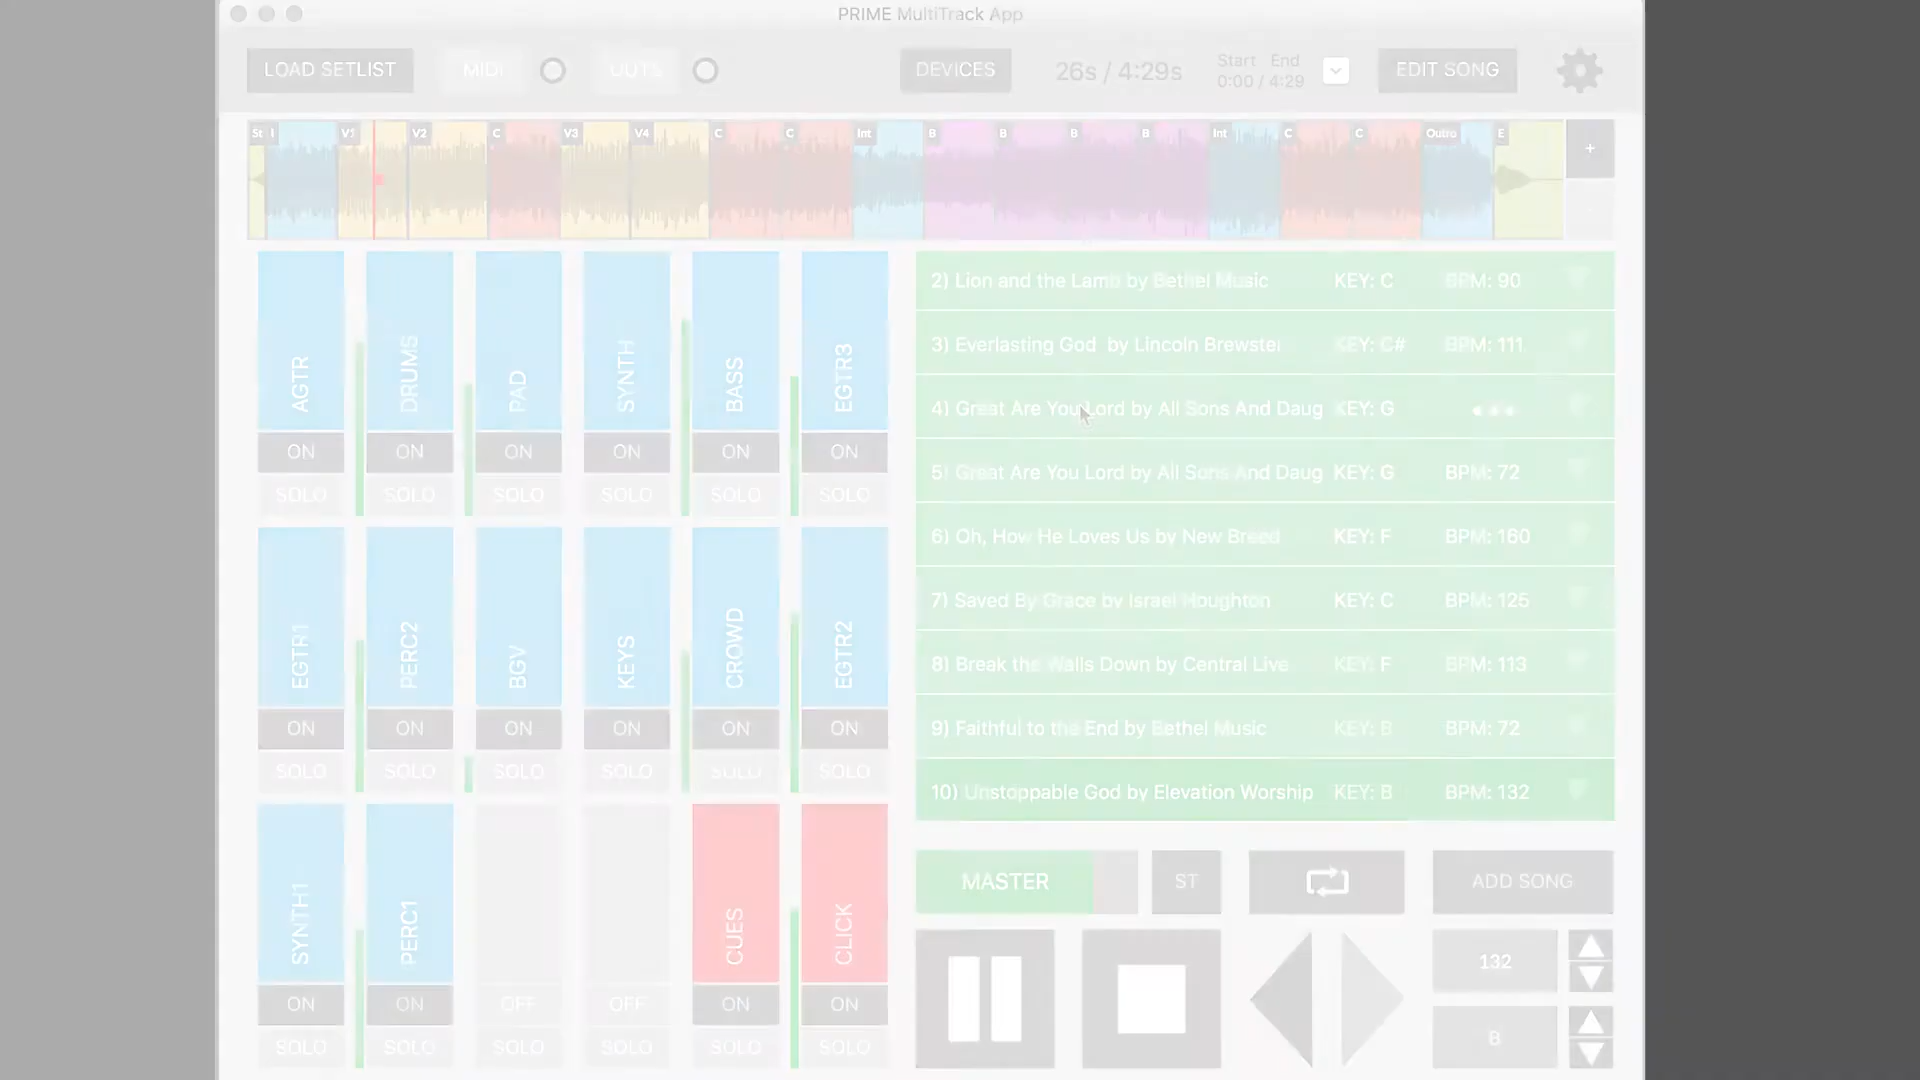 PRIME MultiTrack App
LOAD SETLIST MIDI OUTS DEVICES 26s / 4:29s Start End 0:00 / 4:29 EDIT SONG
St I V1 V2 C V3 V4 C C Int B B B B Int C C Outro E +
AGTR DRUMS PAD SYNTH BASS EGTR3
ON ON ON ON ON ON
SOLO SOLO SOLO SOLO SOLO SOLO
EGTR1 PERC2 BGV KEYS CROWD EGTR2
ON ON ON ON ON ON
SOLO SOLO SOLO SOLO SOLO SOLO
SYNTH1 PERC1 CUES CLICK
ON ON OFF OFF ON ON
SOLO SOLO SOLO SOLO SOLO SOLO
2) Lion and the Lamb by Bethel Music KEY: C BPM: 90
3) Everlasting God by Lincoln Brewster KEY: C# BPM: 111
4) Great Are You Lord by All Sons And Daug KEY: G
5) Great Are You Lord by All Sons And Daug KEY: G BPM: 72
6) Oh, How He Loves Us by New Breed KEY: F BPM: 160
7) Saved By Grace by Israel Houghton KEY: C BPM: 125
8) Break the Walls Down by Central Live KEY: F BPM: 113
9) Faithful to the End by Bethel Music KEY: B BPM: 72
10) Unstoppable God by Elevation Worship KEY: B BPM: 132
MASTER ST ADD SONG
132
B